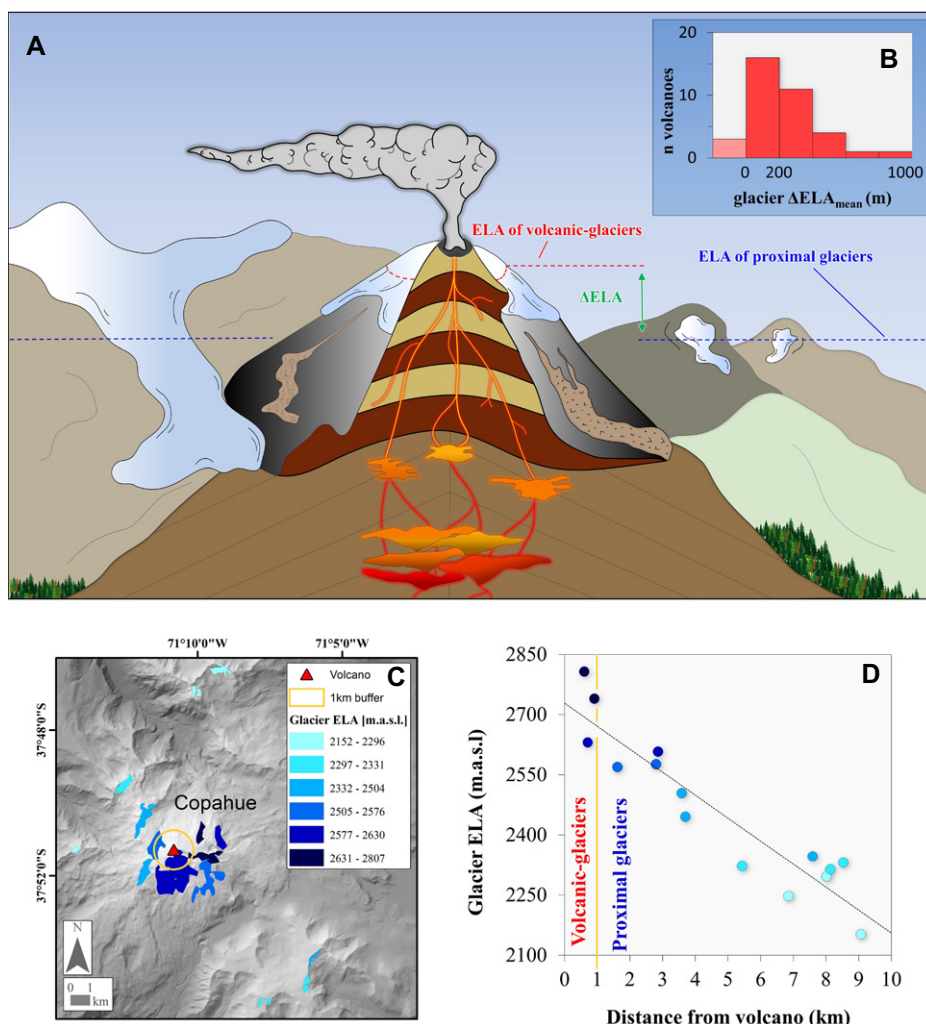 A
B
20
10
0
n volcanoes
0 200 1000
glacier ΔELAmean (m)
ELA of volcanic-glaciers
ELA of proximal glaciers
ΔELA
71°10'0"W 71°5'0"W
37°48'0"S
37°52'0"S
C
Volcano
1km buffer
Glacier ELA [m.a.s.l.]
2152 - 2296
2297 - 2331
2332 - 2504
2505 - 2576
2577 - 2630
2631 - 2807
Copahue
N
0 1
km
D
2850
2700
2550
2400
2250
2100
Glacier ELA (m.a.s.l)
Volcanic-glaciers
Proximal glaciers
0 1 2 3 4 5 6 7 8 9 10
Distance from volcano (km)